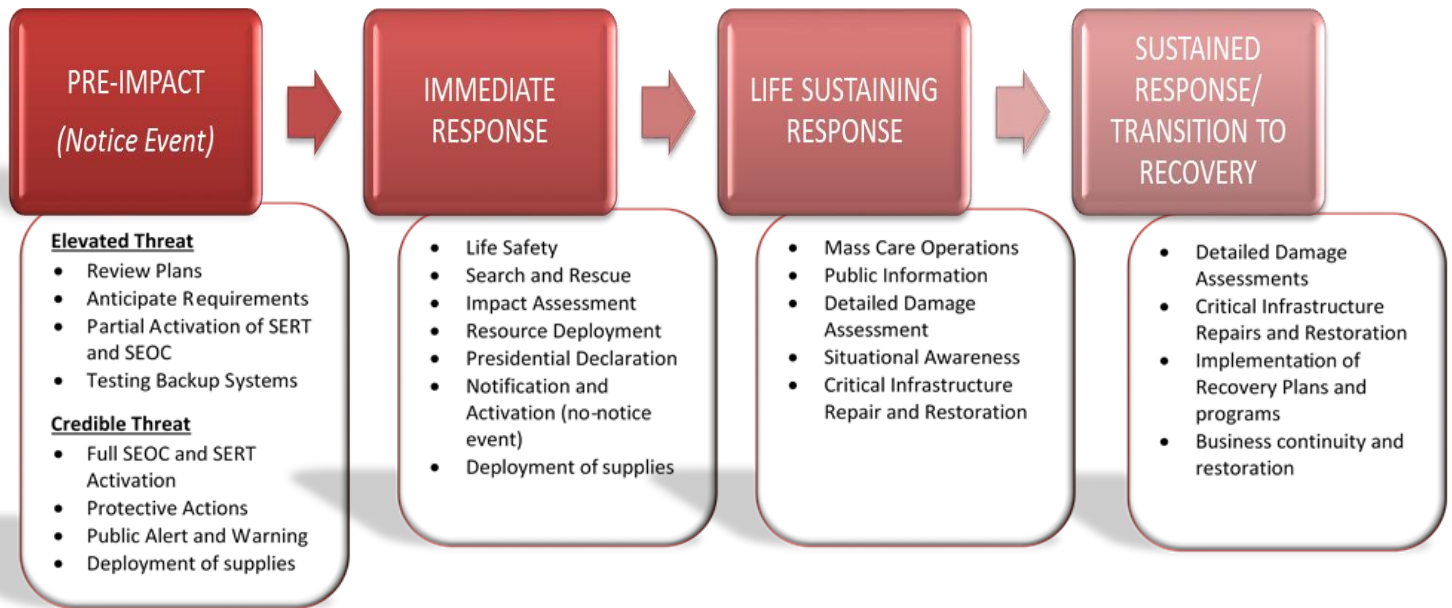 PRE-IMPACT
(Notice Event)
Elevated Threat
• Review Plans
• Anticipate Requirements
• Partial Activation of SERT
and SEOC
• Testing Backup Systems
Credible Threat
• Full SEOC and SERT
Activation
• Protective Actions
• Public Alert and Warning
• Deployment of supplies
IMMEDIATE
RESPONSE
• Life Safety
• Search and Rescue
• Impact Assessment
• Resource Deployment
• Presidential Declaration
• Notification and
Activation (no-notice
event)
• Deployment of supplies
LIFE SUSTAINING
RESPONSE
• Mass Care Operations
• Public Information
• Detailed Damage
Assessment
• Situational Awareness
• Critical Infrastructure
Repair and Restoration
SUSTAINED
RESPONSE/
TRANSITION TO
RECOVERY
• Detailed Damage
Assessments
• Critical Infrastructure
Repairs and Restoration
• Implementation of
Recovery Plans and
programs
• Business continuity and
restoration